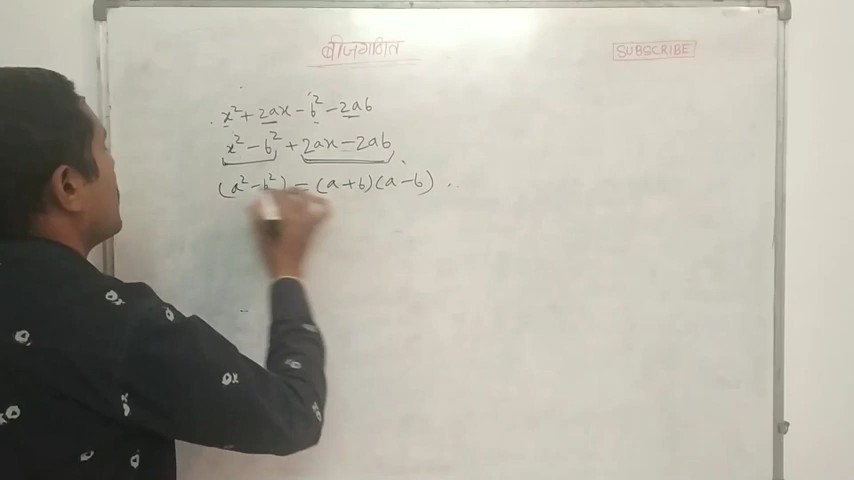 बीजगणित
SUBSCRIBE
x² + 2ax - b² - 2ab
x² - b² + 2ax - 2ab
(a² - b²) = (a + b)(a - b)